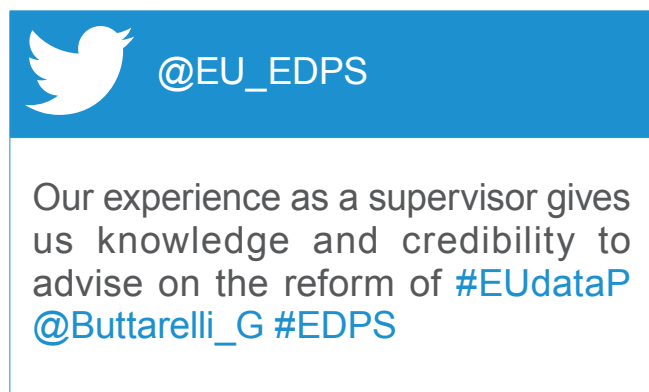 @EU_EDPS
Our experience as a supervisor gives
us knowledge and credibility to
advise on the reform of #EUdataP
@Buttarelli_G #EDPS